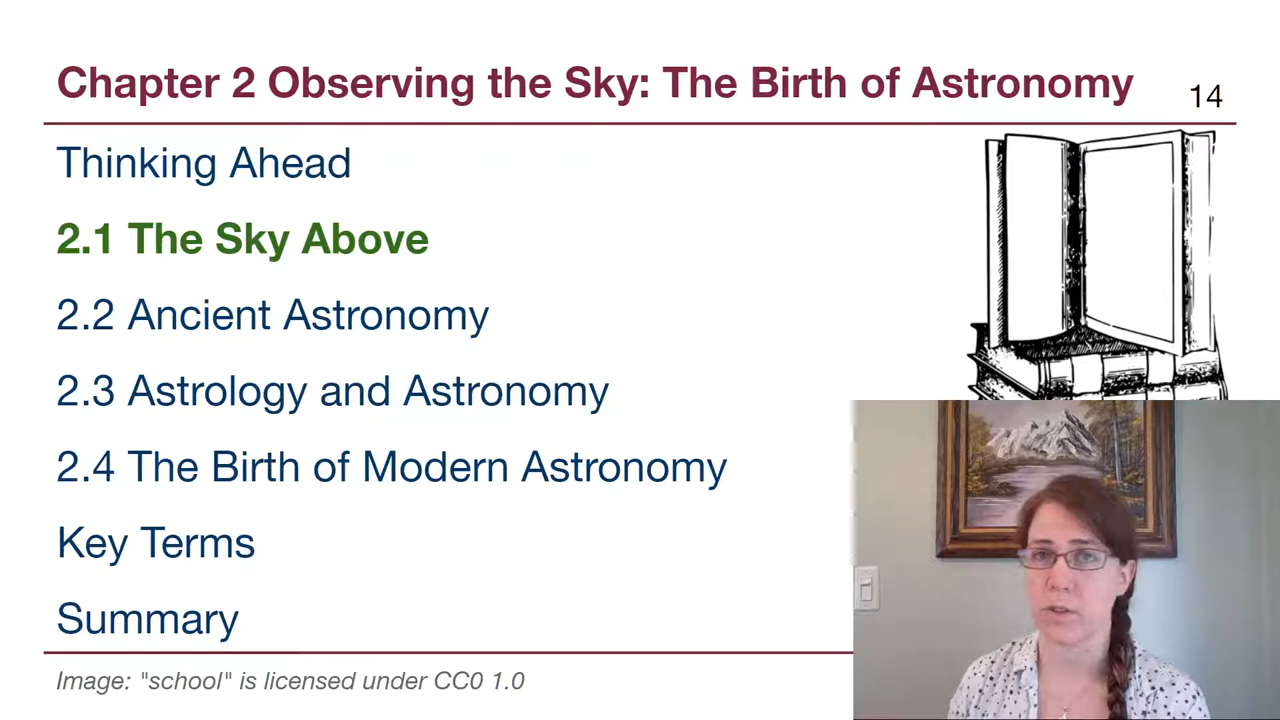 Chapter 2 Observing the Sky: The Birth of Astronomy
14
Thinking Ahead
2.1 The Sky Above
2.2 Ancient Astronomy
2.3 Astrology and Astronomy
2.4 The Birth of Modern Astronomy
Key Terms
Summary
Image: "school" is licensed under CC0 1.0